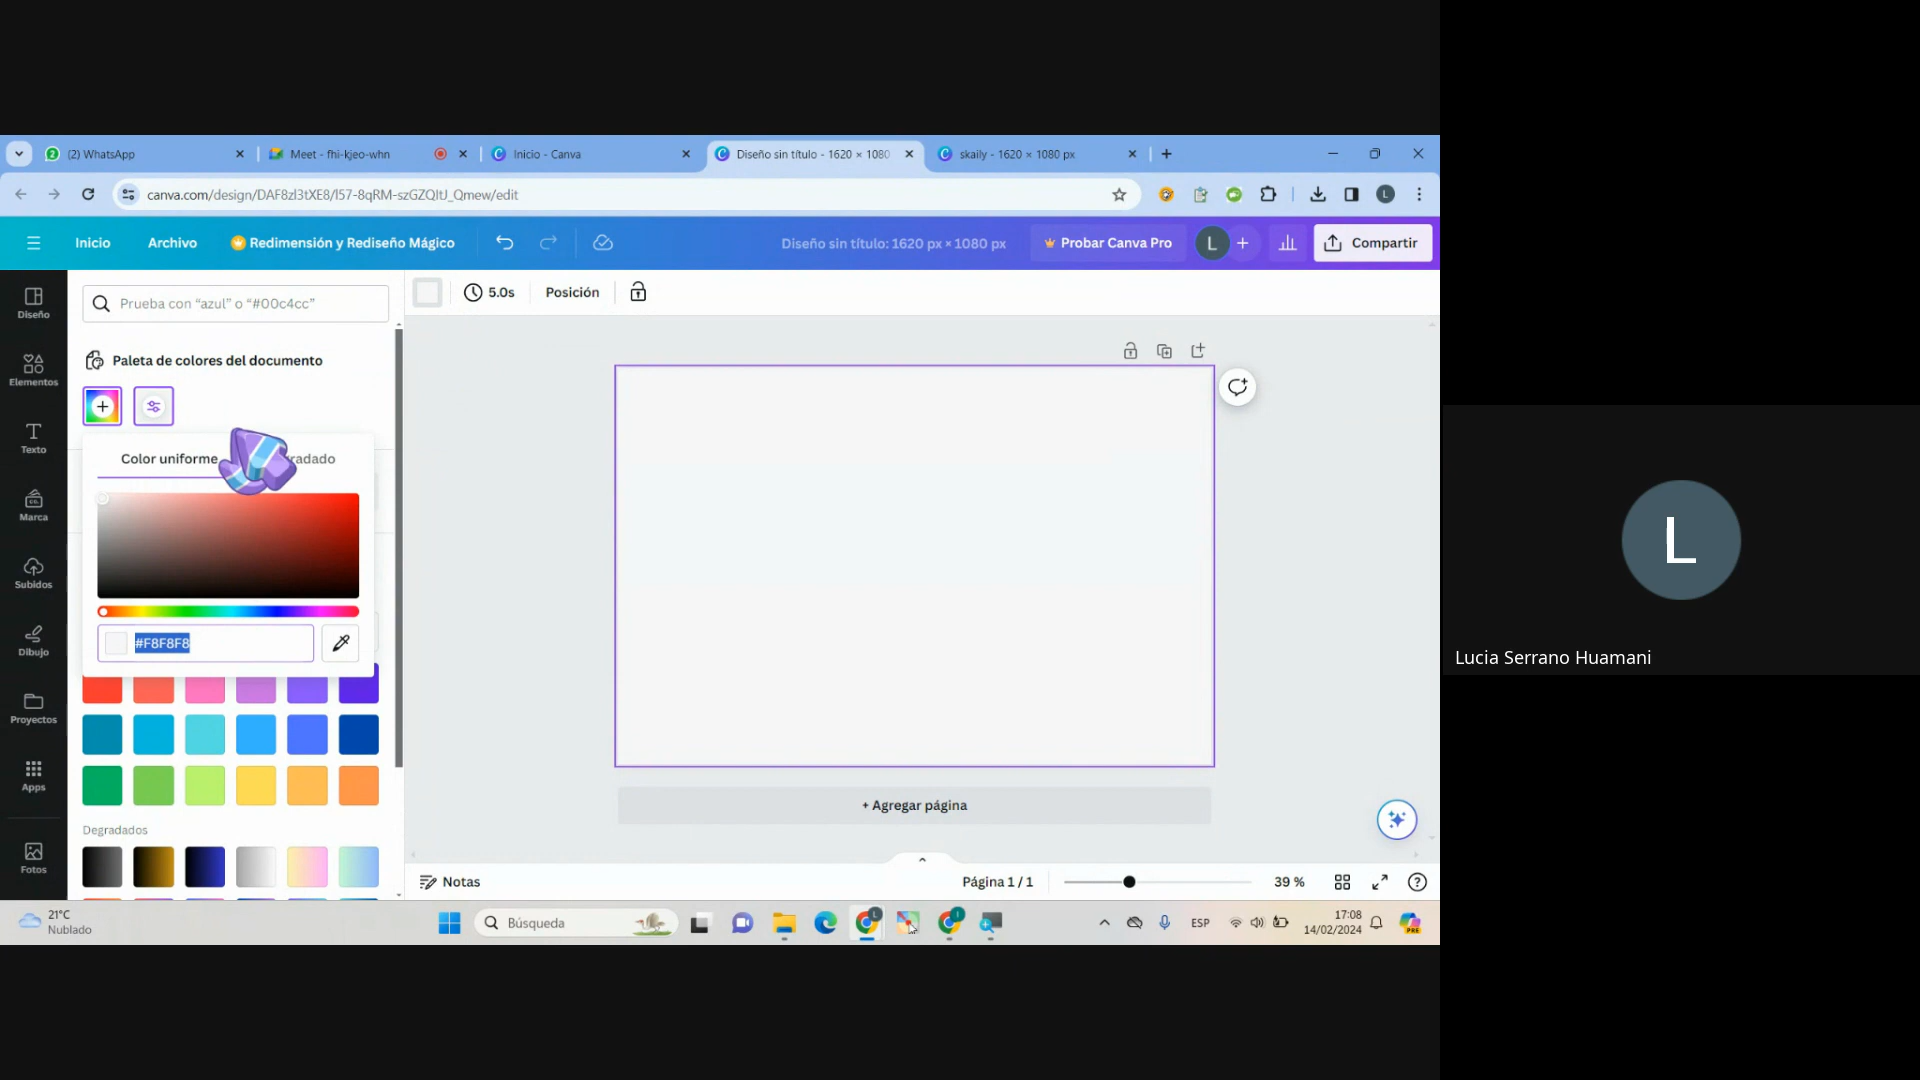 (2) WhatsApp
Meet - fhi-kjeo-whn
Inicio - Canva
Diseño sin título - 1620 × 1080
skaily - 1620 × 1080 px
canva.com/design/DAF8zl3tXE8/l57-8qRM-szGZQItJ_Qmew/edit
L
Inicio
Archivo
Redimensión y Rediseño Mágico
Diseño sin título: 1620 px × 1080 px
Probar Canva Pro
L
Compartir
Diseño
Elementos
Texto
Marca
Subidos
Dibujo
Proyectos
Apps
Fotos
Prueba con "azul" o "#00c4cc"
5.0s
Posición
Paleta de colores del documento
Color uniforme
#F8F8F8
Degradados
+ Agregar página
Notas
Página 1 / 1
39 %
21°C
Nublado
Búsqueda
ESP
17:08
14/02/2024
PRE
L
Lucia Serrano Huamani